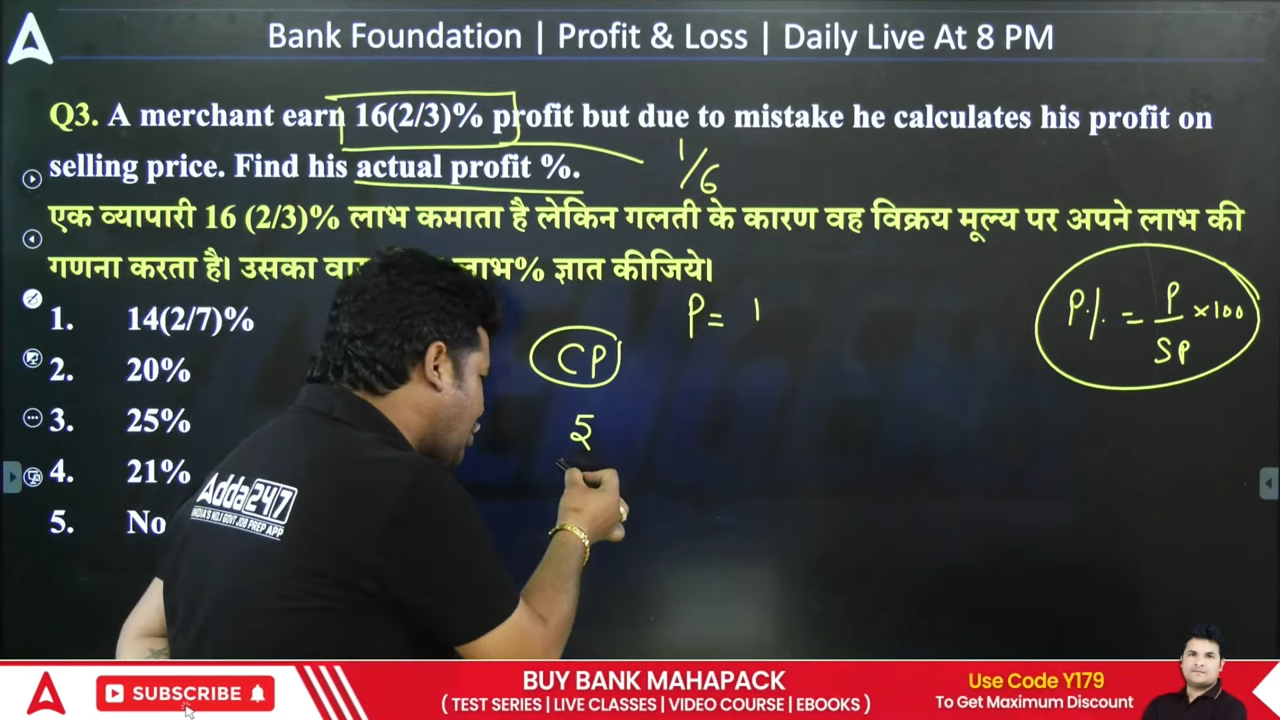 Bank Foundation | Profit & Loss | Daily Live At 8 PM
Q3. A merchant earn 16(2/3)% profit but due to mistake he calculates his profit on
selling price. Find his actual profit %.
1/6
एक व्यापारी 16 (2/3)% लाभ कमाता है लेकिन गलती के कारण वह विक्रय मूल्य पर अपने लाभ की
गणना करता है। उसका लाभ% ज्ञात कीजिये।
P = 1
P% = P/SP ×100
1. 14(2/7)%
CP
2. 20%
3. 25%
5
4. 21%
5. No
Adda247
INDIA'S NO.1 GOVT JOB PREP APP
SUBSCRIBE
BUY BANK MAHAPACK
( TEST SERIES | LIVE CLASSES | VIDEO COURSE | EBOOKS )
Use Code Y179
To Get Maximum Discount